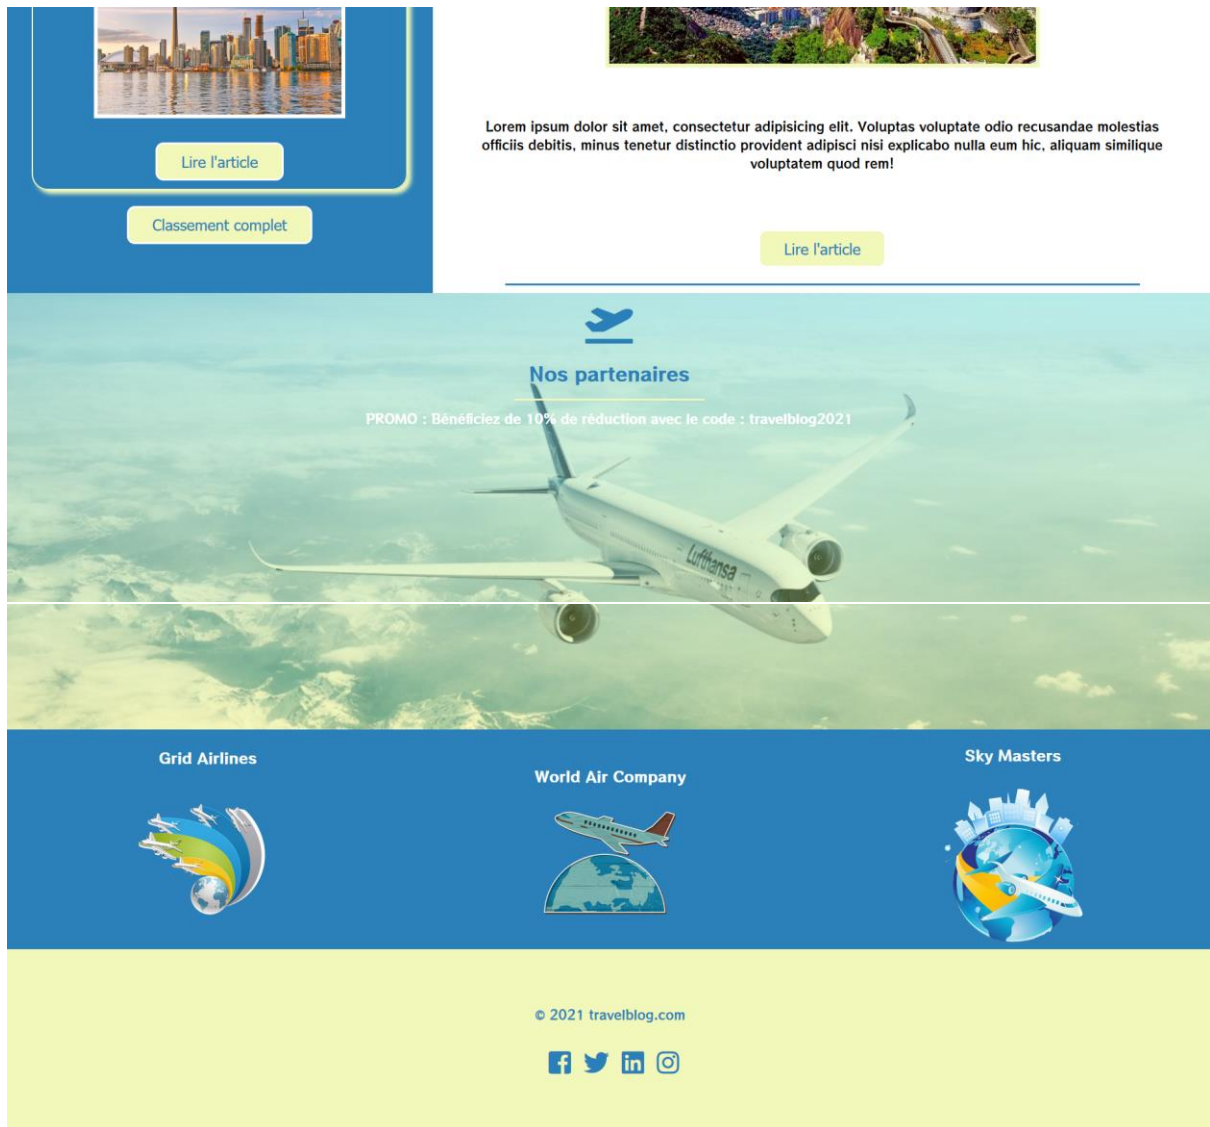 Lire l'article
Classement complet
Lorem ipsum dolor sit amet, consectetur adipisicing elit. Voluptas voluptate odio recusandae molestias
officiis debitis, minus tenetur distinctio provident adipisci nisi explicabo nulla eum hic, aliquam similique
voluptatem quod rem!
Lire l'article
Nos partenaires
PROMO : Bénéficiez de 10% de réduction avec le code : travelblog2021
Lufthansa
Grid Airlines
World Air Company
Sky Masters
© 2021 travelblog.com